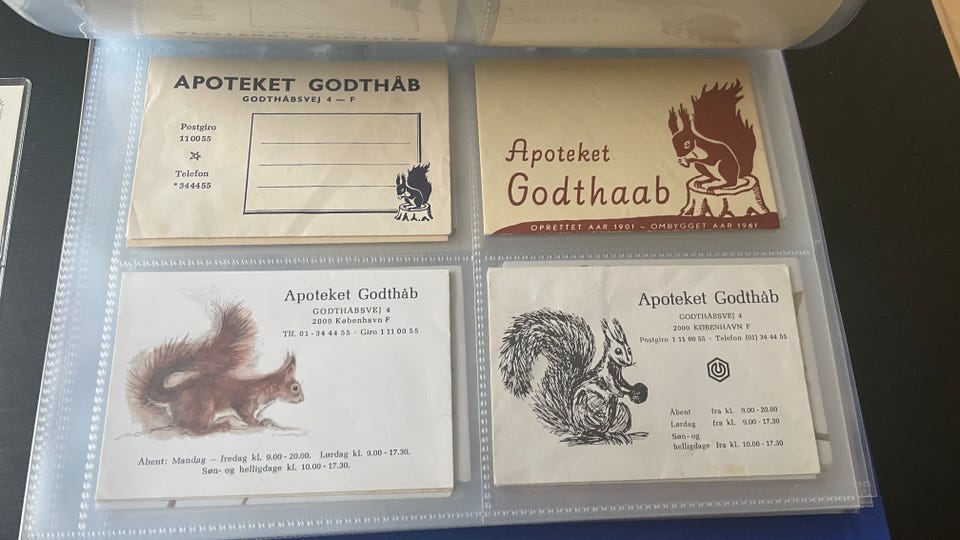 APOTEKET GODTHÅB
GODTHÅBSVEJ 4 — F
Postgiro
110055
Telefon
*344455
Apoteket
Godthaab
OPRETTET AAR 1901 – OMBYGGET AAR 1961
Apoteket Godthåb
GODTHÅBSVEJ 4
2000 København F
Tlf. 01 - 34 44 55 · Giro 1 11 00 55
Åbent: Mandag – fredag kl. 9.00 - 20.00. Lørdag kl. 9.00 - 17.30.
Søn- og helligdage kl. 10.00 - 17.30.
Apoteket Godthåb
GODTHÅBSVEJ 4
2000 KØBENHAVN F
Postgiro 1 11 00 55 · Telefon (01) 34 44 55
Åbent fra kl. 9.00 - 20.00
Lørdag fra kl. 9.00 - 17.30
Søn- og
helligdage fra kl. 10.00 - 17.30